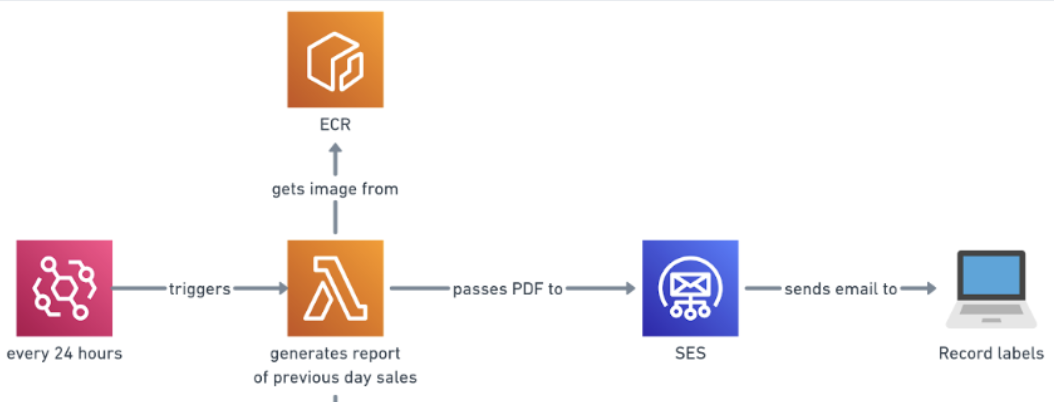 ECR
gets image from
triggers
passes PDF to
sends email to
every 24 hours
generates report
of previous day sales
SES
Record labels